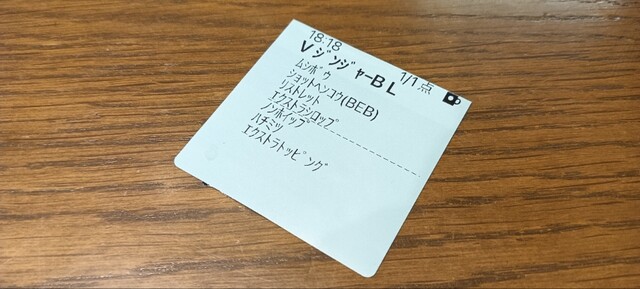 18:18 1/1点
V ジンジャーBL
ムシボウ
ショットヘンコウ(BEB)
リストレット
エクストラシロップ
ノンホイップ
ハチミツ
エクストラトッピング